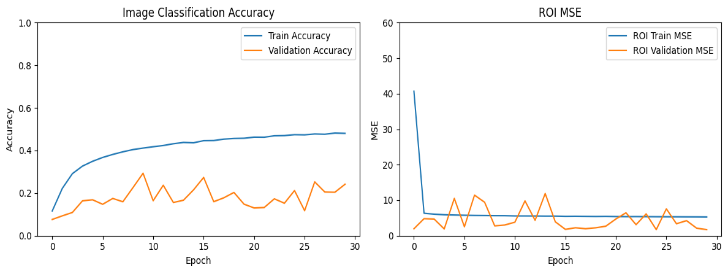 Image Classification Accuracy
Train Accuracy
Validation Accuracy
Accuracy
1.0
0.8
0.6
0.4
0.2
0.0
0 5 10 15 20 25 30
Epoch
ROI MSE
ROI Train MSE
ROI Validation MSE
MSE
60
50
40
30
20
10
0
0 5 10 15 20 25 30
Epoch